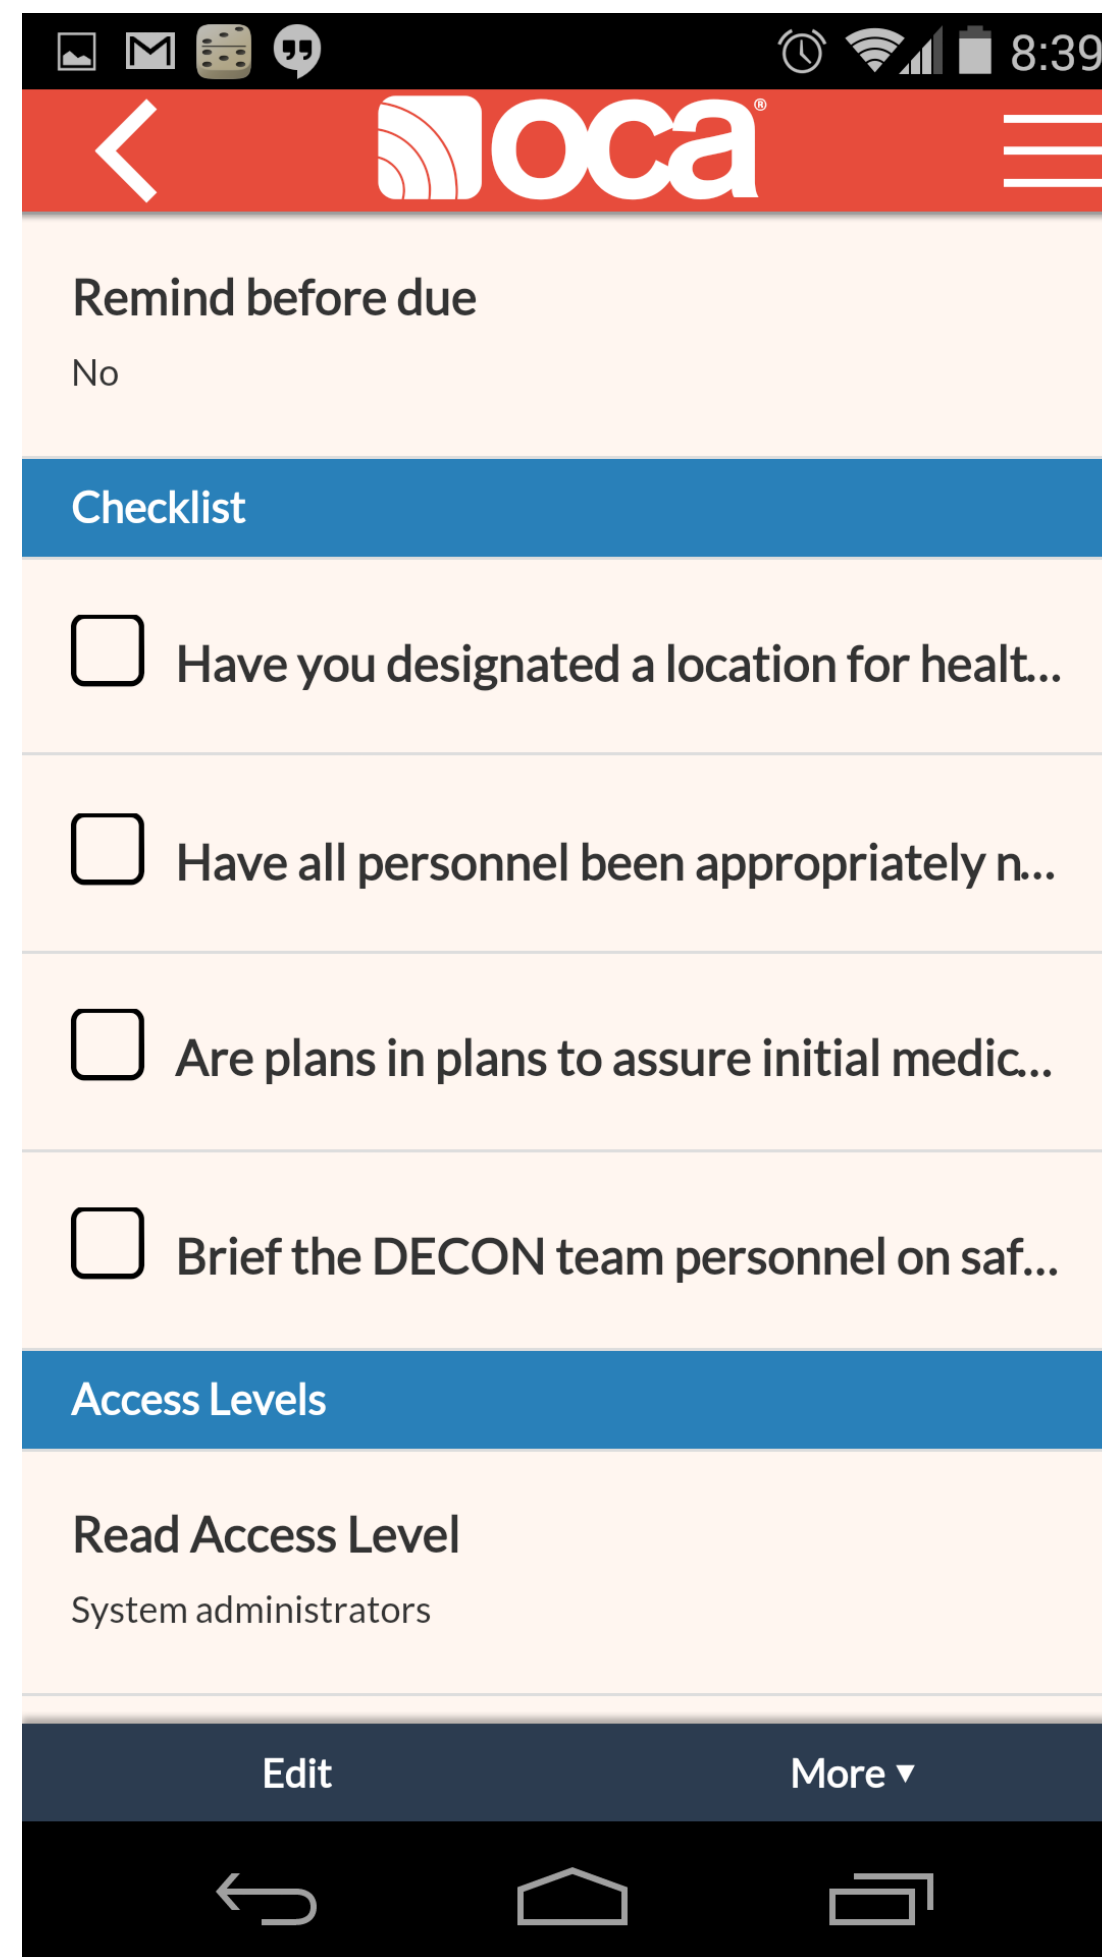 8:39
oca®
Remind before due
No
Checklist
Have you designated a location for healt...
Have all personnel been appropriately n...
Are plans in plans to assure initial medic...
Brief the DECON team personnel on saf...
Access Levels
Read Access Level
System administrators
Edit
More ▼